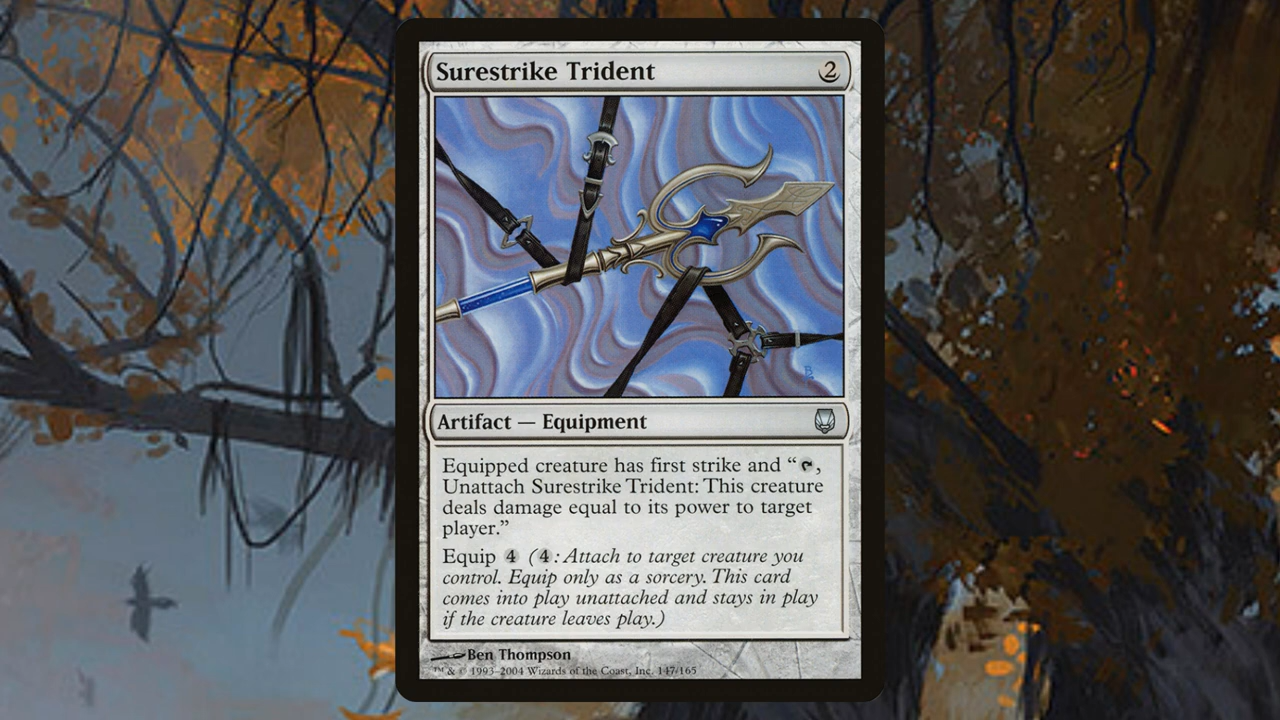 Surestrike Trident 2
Artifact — Equipment
Equipped creature has first strike and “, 
Unattach Surestrike Trident: This creature
deals damage equal to its power to target
player.”
Equip 4 (4: Attach to target creature you
control. Equip only as a sorcery. This card
comes into play unattached and stays in play
if the creature leaves play.)
Ben Thompson
™ & © 1993–2004 Wizards of the Coast, Inc. 147/165